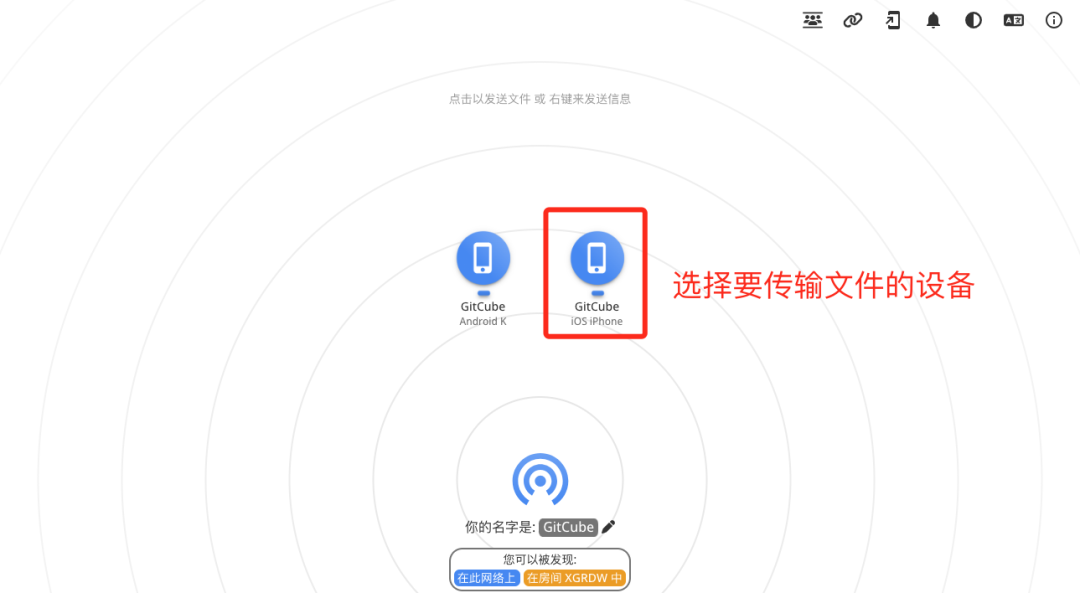 点击以发送文件 或 右键来发送信息
GitCube
Android K
GitCube
iOS iPhone
选择要传输文件的设备
你的名字是: GitCube
您可以被发现:
在此网络上 在房间 XGRDW 中